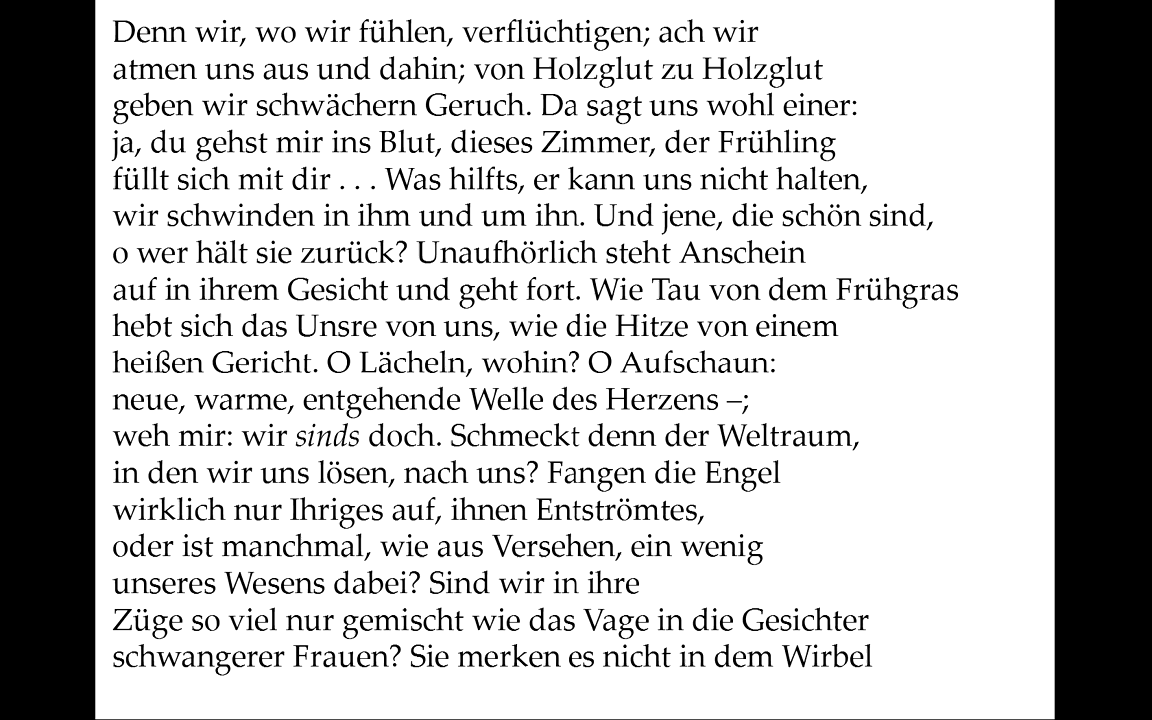 Denn wir, wo wir fühlen, verflüchtigen; ach wir
atmen uns aus und dahin; von Holzglut zu Holzglut
geben wir schwächern Geruch. Da sagt uns wohl einer:
ja, du gehst mir ins Blut, dieses Zimmer, der Frühling
füllt sich mit dir . . . Was hilfts, er kann uns nicht halten,
wir schwinden in ihm und um ihn. Und jene, die schön sind,
o wer hält sie zurück? Unaufhörlich steht Anschein
auf in ihrem Gesicht und geht fort. Wie Tau von dem Frühgras
hebt sich das Unsre von uns, wie die Hitze von einem
heißen Gericht. O Lächeln, wohin? O Aufschaun:
neue, warme, entgehende Welle des Herzens –;
weh mir: wir sinds doch. Schmeckt denn der Weltraum,
in den wir uns lösen, nach uns? Fangen die Engel
wirklich nur Ihriges auf, ihnen Entströmtes,
oder ist manchmal, wie aus Versehen, ein wenig
unseres Wesens dabei? Sind wir in ihre
Züge so viel nur gemischt wie das Vage in die Gesichter
schwangerer Frauen? Sie merken es nicht in dem Wirbel